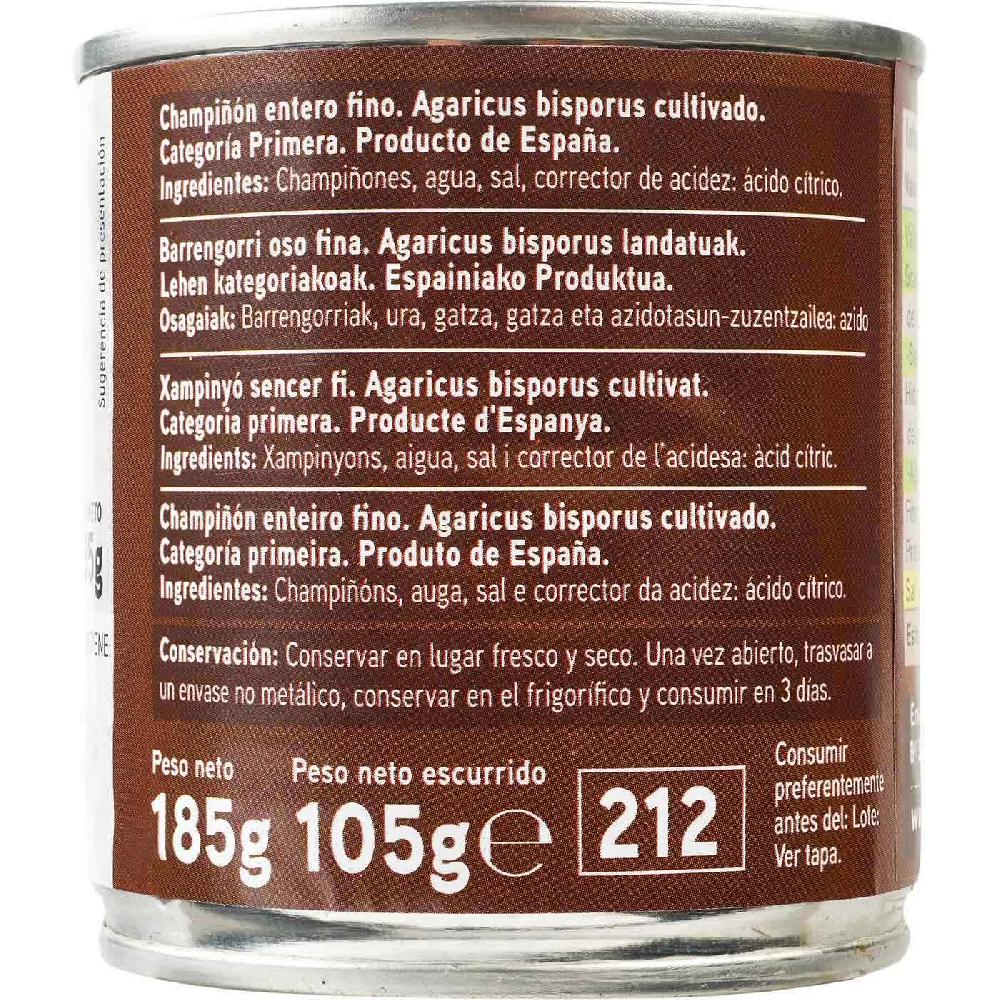 Champiñón entero fino. Agaricus bisporus cultivado.
Categoría Primera. Producto de España.
Ingredientes: Champiñones, agua, sal, corrector de acidez: ácido cítrico.
Barrengorri oso fina. Agaricus bisporus landatuak.
Lehen kategoriakoak. Espainiako Produktua.
Osagaiak: Barrengorriak, ura, gatza, gatza eta azidotasun-zuzentzailea: azido
Xampinyó sencer fi. Agaricus bisporus cultivat.
Categoria primera. Producte d'Espanya.
Ingredients: Xampinyons, aigua, sal i corrector de l'acidesa: àcid cítric.
Champiñón enteiro fino. Agaricus bisporus cultivado.
Categoría primeira. Produto de España.
Ingredientes: Champiñóns, auga, sal e corrector da acidez: ácido cítrico.
Conservación: Conservar en lugar fresco y seco. Una vez abierto, trasvasar a
un envase no metálico, conservar en el frigorífico y consumir en 3 días.
Peso neto
185g
Peso neto escurrido
105g e
212
Consumir
preferentemente
antes del: Lote:
Ver tapa.
sugerencia de presentación